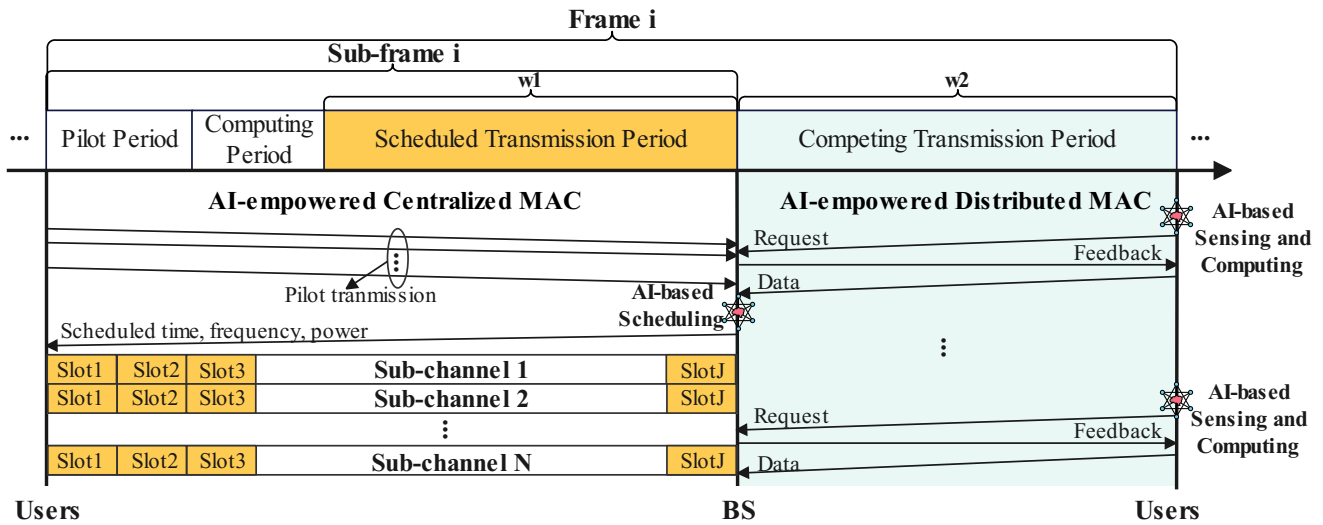 Frame i
Sub-frame i
w1
w2
...
Pilot Period
Computing
Period
Scheduled Transmission Period
Competing Transmission Period
...
AI-empowered Centralized MAC
AI-empowered Distributed MAC
AI-based
Sensing and
Computing
Request
Feedback
Data
Pilot tranmission
AI-based
Scheduling
Scheduled time, frequency, power
Slot1 Slot2 Slot3 Sub-channel 1 SlotJ
Slot1 Slot2 Slot3 Sub-channel 2 SlotJ
Slot1 Slot2 Slot3 Sub-channel N SlotJ
AI-based
Sensing and
Computing
Request
Feedback
Data
Users
BS
Users